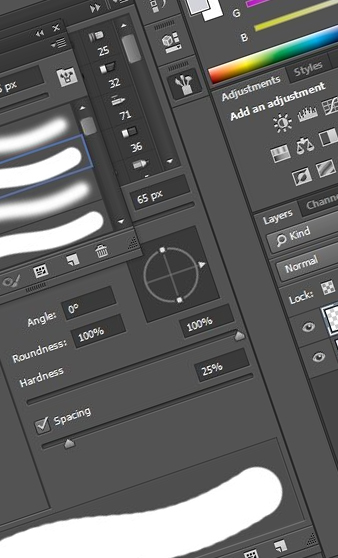 G
B
5 px
25
32
71
36
Adjustments
Styles
Add an adjustment
65 px
Layers
Kind
Normal
Lock:
Angle: 0°
Roundness: 100%
Hardness 100%
Spacing 25%